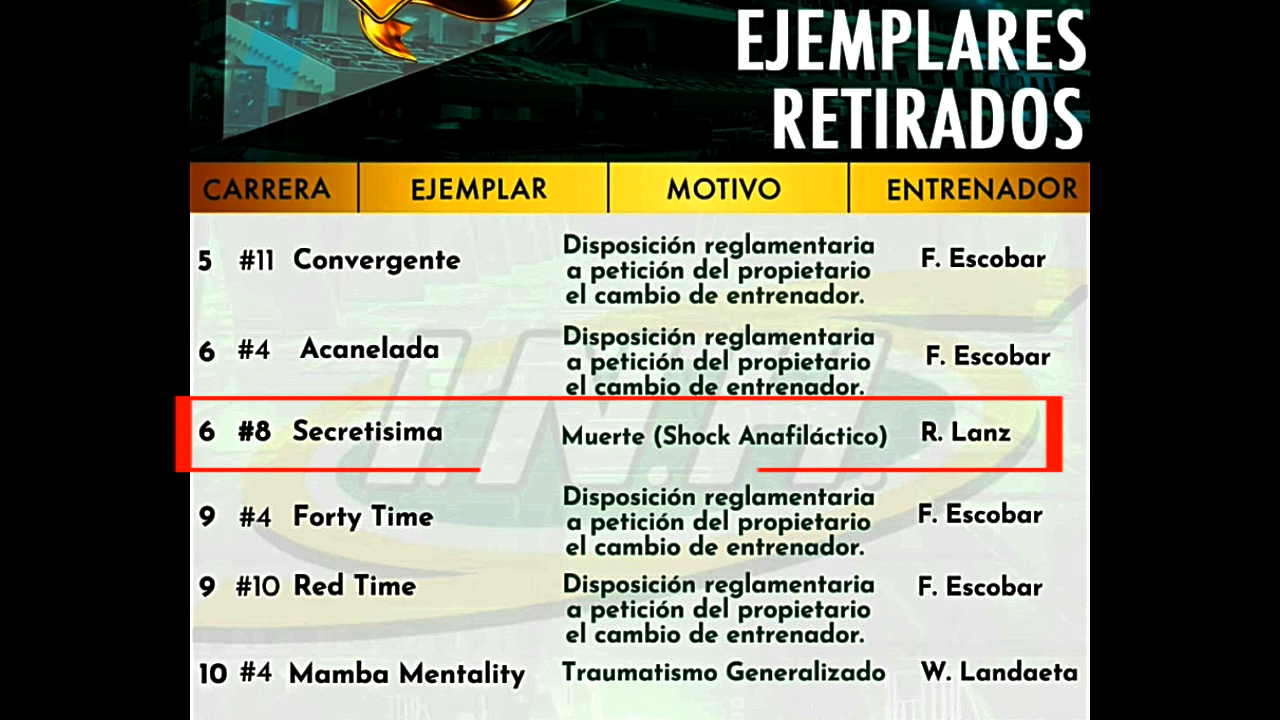 EJEMPLARES
RETIRADOS
CARRERA EJEMPLAR MOTIVO ENTRENADOR
5 #11 Convergente Disposición reglamentaria a petición del propietario el cambio de entrenador. F. Escobar
6 #4 Acanelada Disposición reglamentaria a petición del propietario el cambio de entrenador. F. Escobar
6 #8 Secretisima Muerte (Shock Anafiláctico) R. Lanz
9 #4 Forty Time Disposición reglamentaria a petición del propietario el cambio de entrenador. F. Escobar
9 #10 Red Time Disposición reglamentaria a petición del propietario el cambio de entrenador. F. Escobar
10 #4 Mamba Mentality Traumatismo Generalizado W. Landaeta
I.N.H.